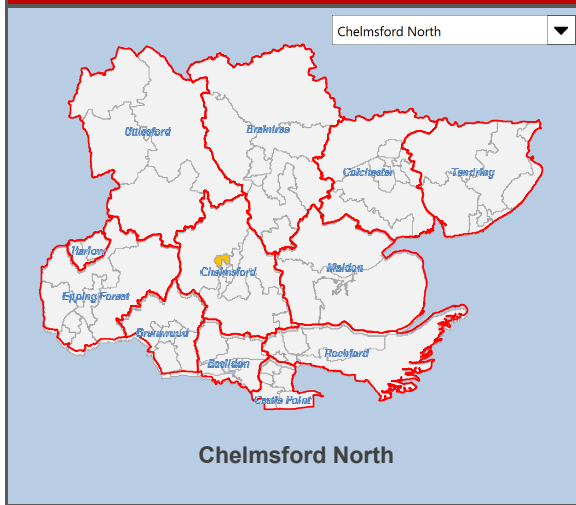 Chelmsford North
Uttlesford
Braintree
Colchester
Tendring
Harlow
Chelmsford
Maldon
Epping Forest
Brentwood
Rochford
Basildon
Castle Point
Chelmsford North